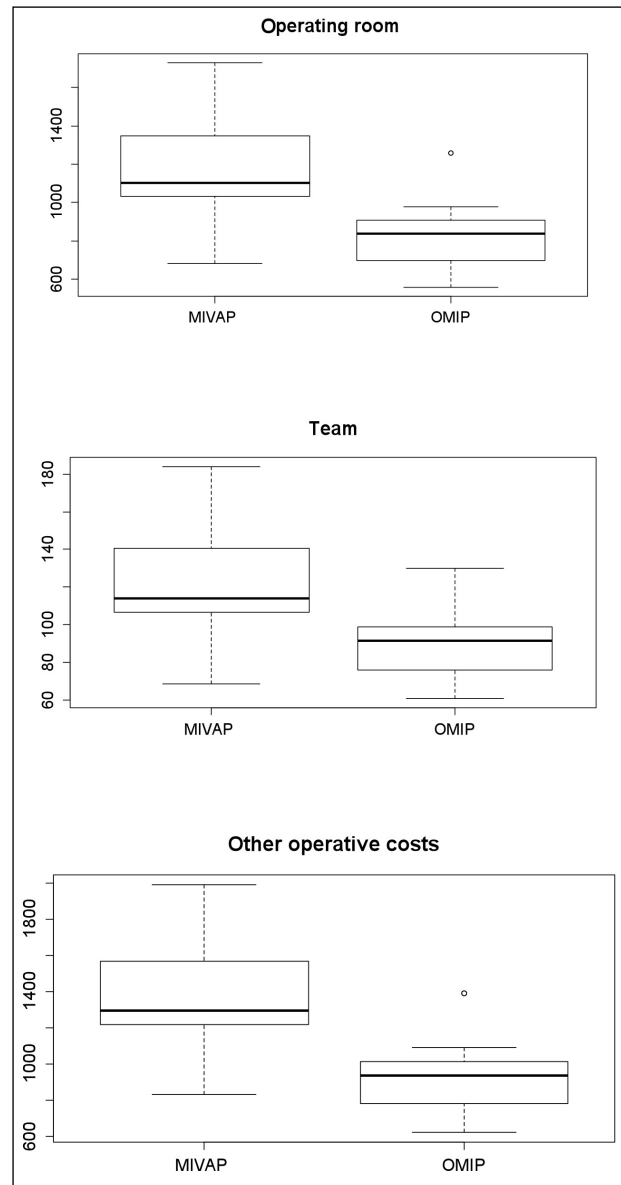 Operating room
1400
1000
600
MIVAP OMIP
Team
180
140
100
80
60
MIVAP OMIP
Other operative costs
1800
1400
1000
600
MIVAP OMIP